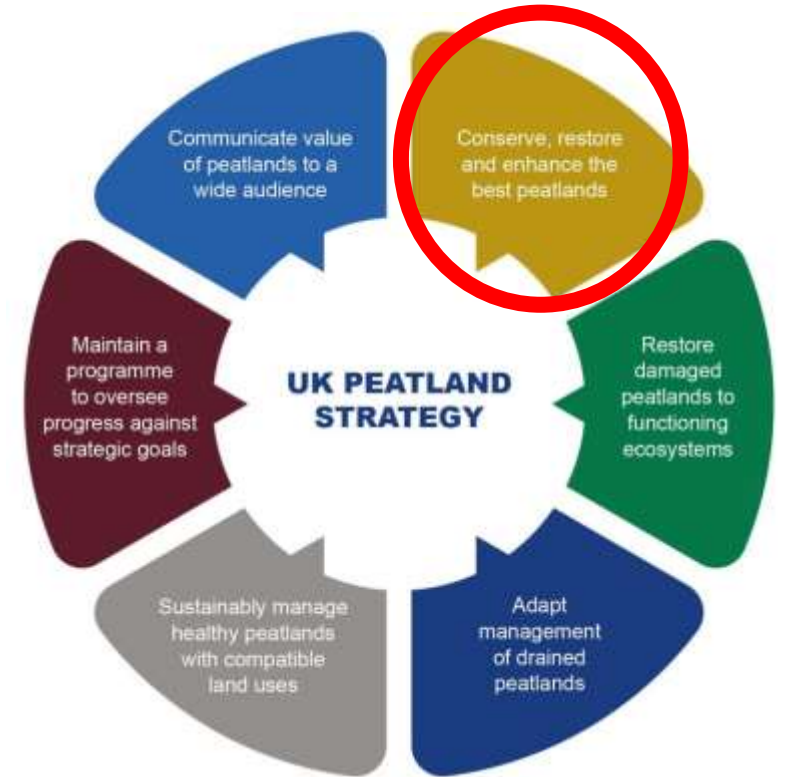 Communicate value
of peatlands to a
wide audience
Conserve, restore
and enhance the
best peatlands
Maintain a
programme
to oversee
progress against
strategic goals
UK PEATLAND
STRATEGY
Restore
damaged
peatlands to
functioning
ecosystems
Sustainably manage
healthy peatlands
with compatible
land uses
Adapt
management
of drained
peatlands